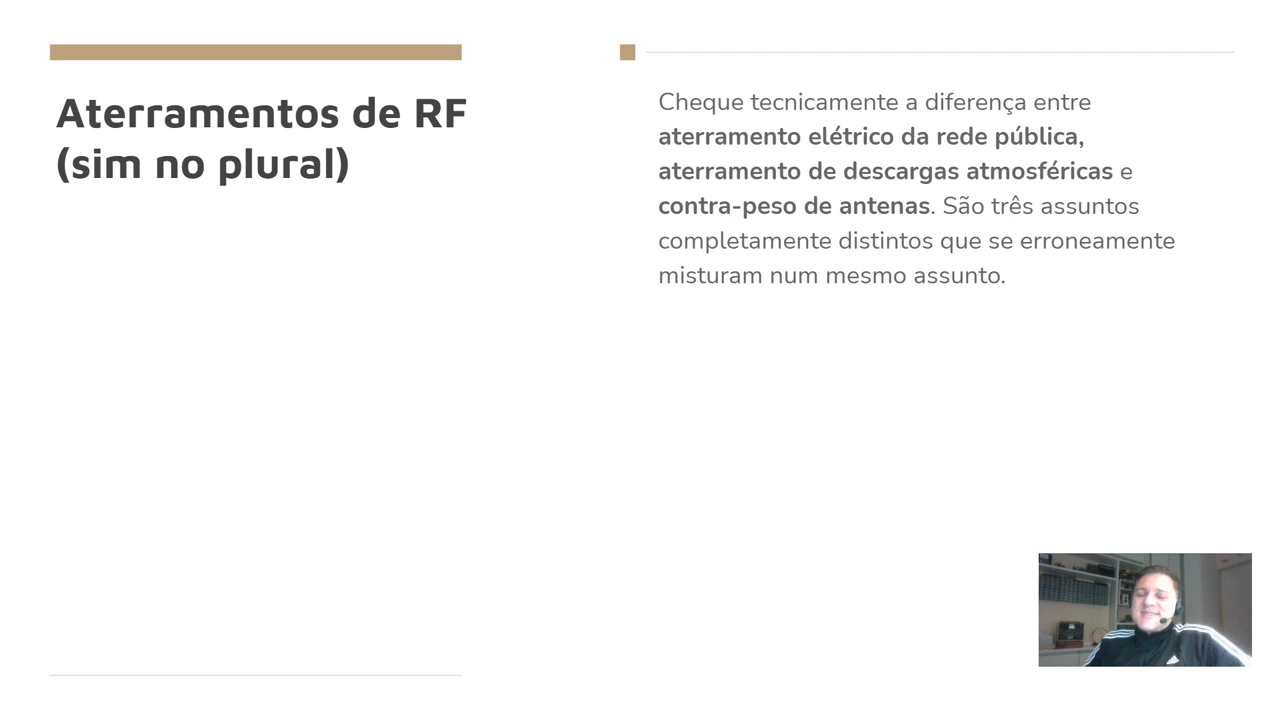 Aterramentos de RF
(sim no plural)
Cheque tecnicamente a diferença entre
aterramento elétrico da rede pública,
aterramento de descargas atmosféricas e
contra-peso de antenas. São três assuntos
completamente distintos que se erroneamente
misturam num mesmo assunto.